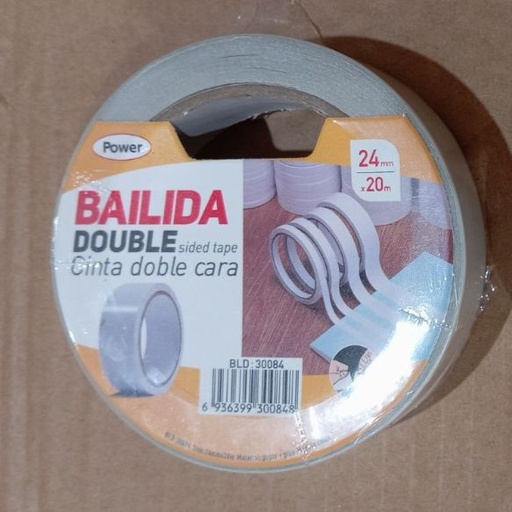 Power
24mm
x20m
BAILIDA
DOUBLE sided tape
Cinta doble cara
BLD:30084
6 936399 300848